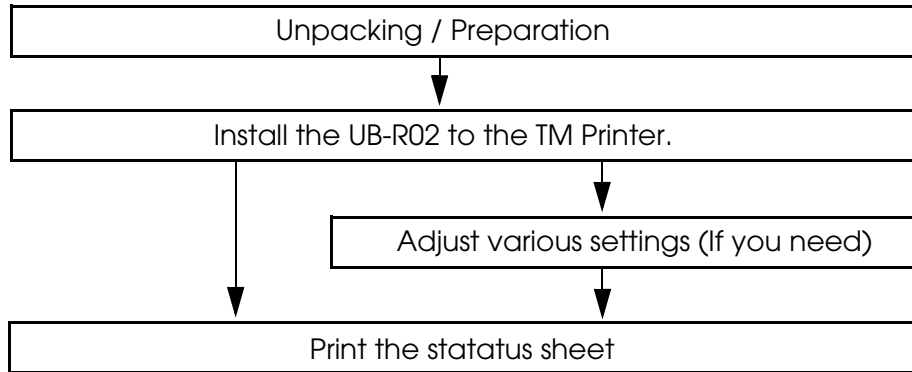 Unpacking / Preparation
Install the UB-R02 to the TM Printer.
Adjust various settings (If you need)
Print the statatus sheet